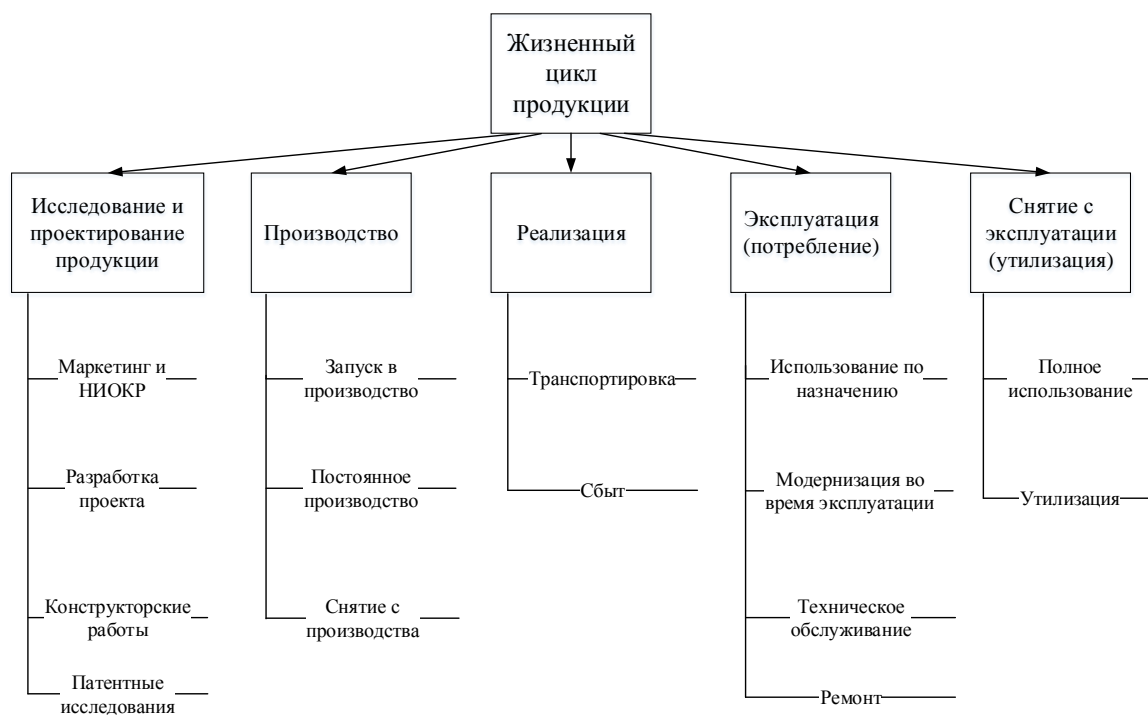 Жизненный
цикл
продукции
Исследование и
проектирование
продукции
Производство
Реализация
Эксплуатация
(потребление)
Снятие с
эксплуатации
(утилизация)
Маркетинг и
НИОКР
Разработка
проекта
Конструкторские
работы
Патентные
исследования
Запуск в
производство
Постоянное
производство
Снятие с
производства
Транспортировка
Сбыт
Использование по
назначению
Модернизация во
время эксплуатации
Техническое
обслуживание
Ремонт
Полное
использование
Утилизация